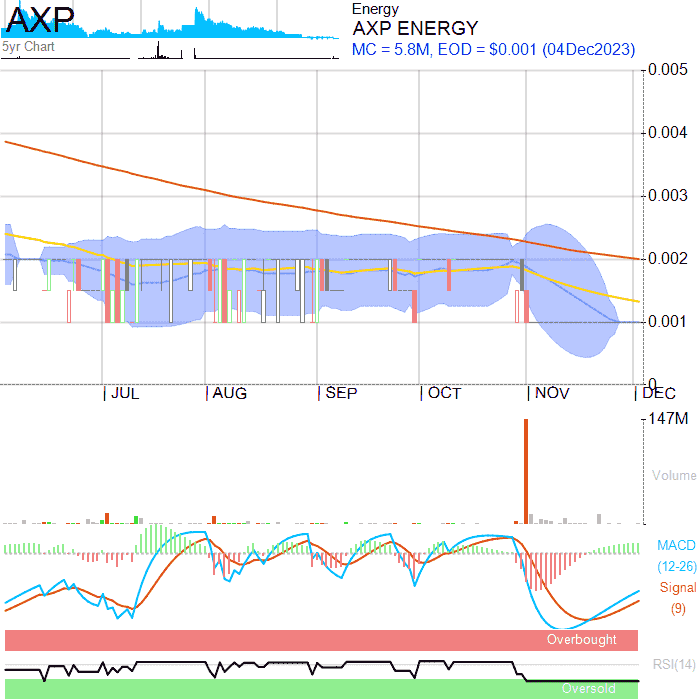 AXP
5yr Chart
Energy
AXP ENERGY
MC = 5.8M, EOD = $0.001 (04Dec2023)
0.005
0.004
0.003
0.002
0.001
0
JUL
AUG
SEP
OCT
NOV
DEC
147M
Volume
MACD
(12-26)
Signal
(9)
Overbought
RSI(14)
Oversold